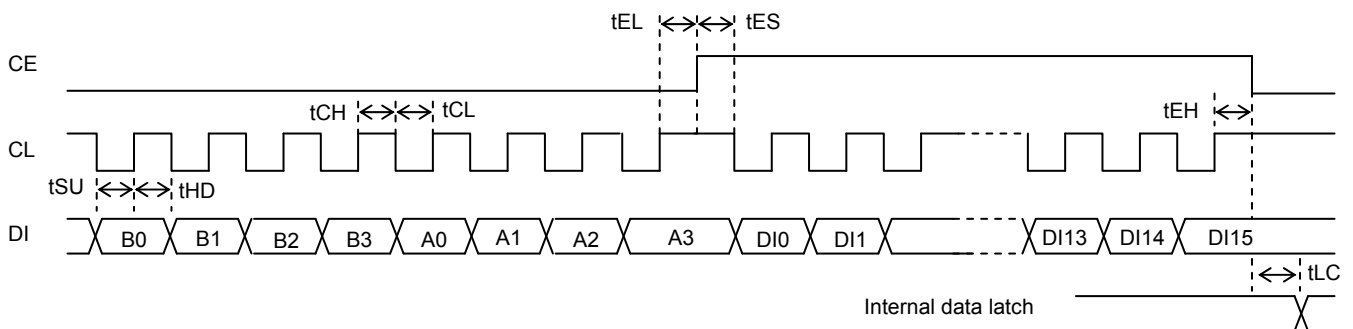 tEL tES
CE
tCH tCL tEH
CL
tSU tHD
DI B0 B1 B2 B3 A0 A1 A2 A3 DI0 DI1 DI13 DI14 DI15
tLC
Internal data latch